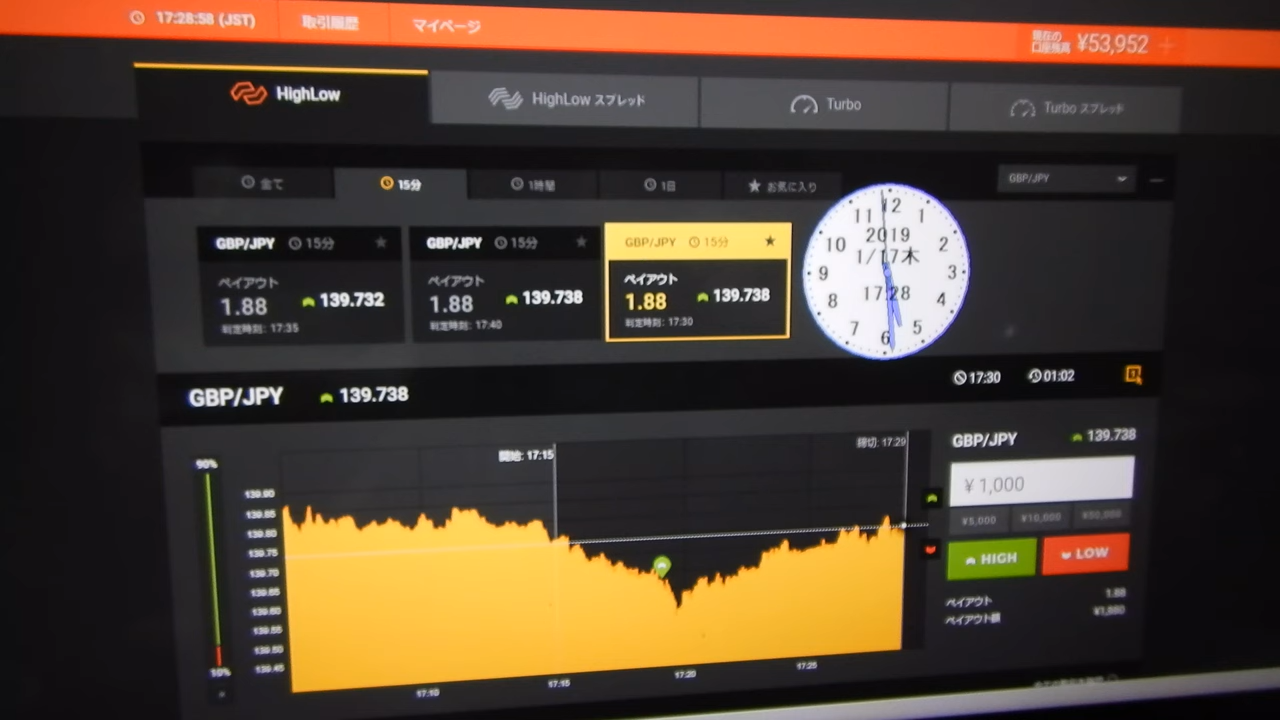 17:28:58 (JST)
取引履歴
マイページ
現在の
口座残高
¥53,952
HighLow
HighLow スプレッド
Turbo
Turbo スプレッド
全て
15分
1時間
1日
お気に入り
GBP/JPY
GBP/JPY 15分
ペイアウト
1.88 139.732
判定時刻: 17:35
GBP/JPY 15分
ペイアウト
1.88 139.738
判定時刻: 17:40
GBP/JPY 15分
ペイアウト
1.88 139.738
判定時刻: 17:30
12
11 1
2019
10 2
1/17木
9 3
17:28
8 4
7 5
6
GBP/JPY 139.738
17:30 01:02
90%
10%
開始: 17:15
締切: 17:29
139.90
139.85
139.80
139.75
139.70
139.65
139.60
139.55
139.50
139.45
17:10
17:15
17:20
17:25
GBP/JPY 139.738
¥ 1,000
¥5,000 ¥10,000 ¥50,000
HIGH
LOW
ペイアウト 1.88
ペイアウト額 ¥1,880